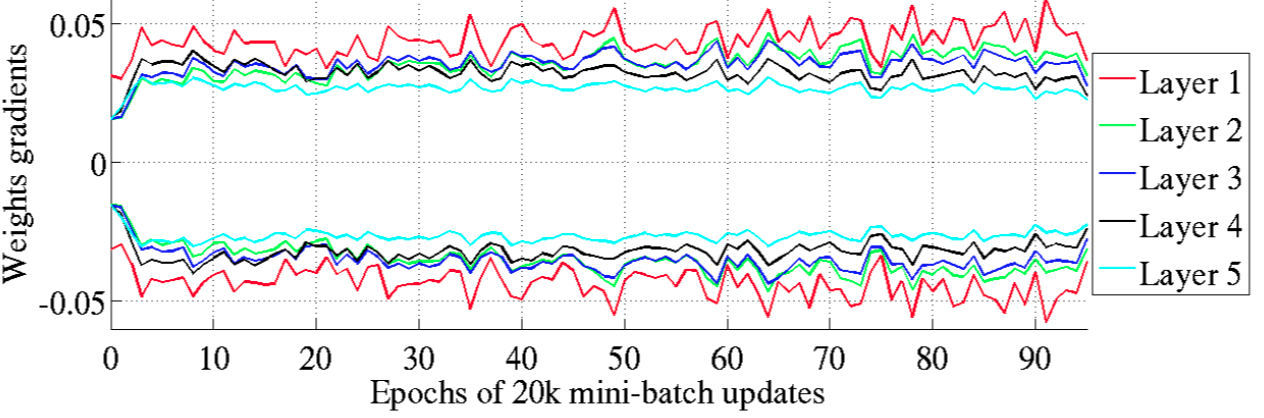 Weights gradients
0.05
0
-0.05
0 10 20 30 40 50 60 70 80 90
Epochs of 20k mini-batch updates
Layer 1
Layer 2
Layer 3
Layer 4
Layer 5